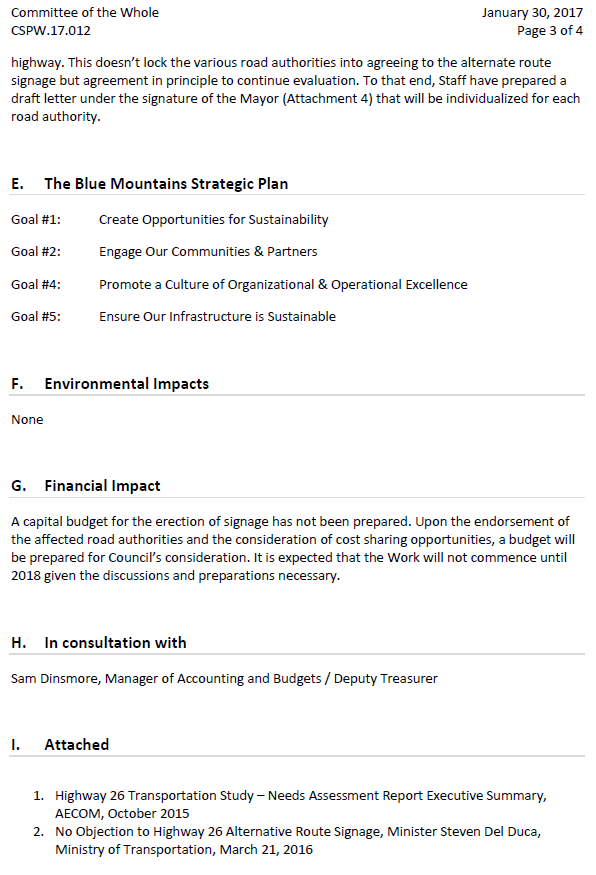 Committee of the Whole January 30, 2017
CSPW.17.012 Page 3 of 4
highway. This doesn't lock the various road authorities into agreeing to the alternate route
signage but agreement in principle to continue evaluation. To that end, Staff have prepared a
draft letter under the signature of the Mayor (Attachment 4) that will be individualized for each
road authority.
E. The Blue Mountains Strategic Plan
Goal #1: Create Opportunities for Sustainability
Goal #2: Engage Our Communities & Partners
Goal #4: Promote a Culture of Organizational & Operational Excellence
Goal #5: Ensure Our Infrastructure is Sustainable
F. Environmental Impacts
None
G. Financial Impact
A capital budget for the erection of signage has not been prepared. Upon the endorsement of
the affected road authorities and the consideration of cost sharing opportunities, a budget will
be prepared for Council's consideration. It is expected that the Work will not commence until
2018 given the discussions and preparations necessary.
H. In consultation with
Sam Dinsmore, Manager of Accounting and Budgets / Deputy Treasurer
I. Attached
1. Highway 26 Transportation Study – Needs Assessment Report Executive Summary,
AECOM, October 2015
2. No Objection to Highway 26 Alternative Route Signage, Minister Steven Del Duca,
Ministry of Transportation, March 21, 2016